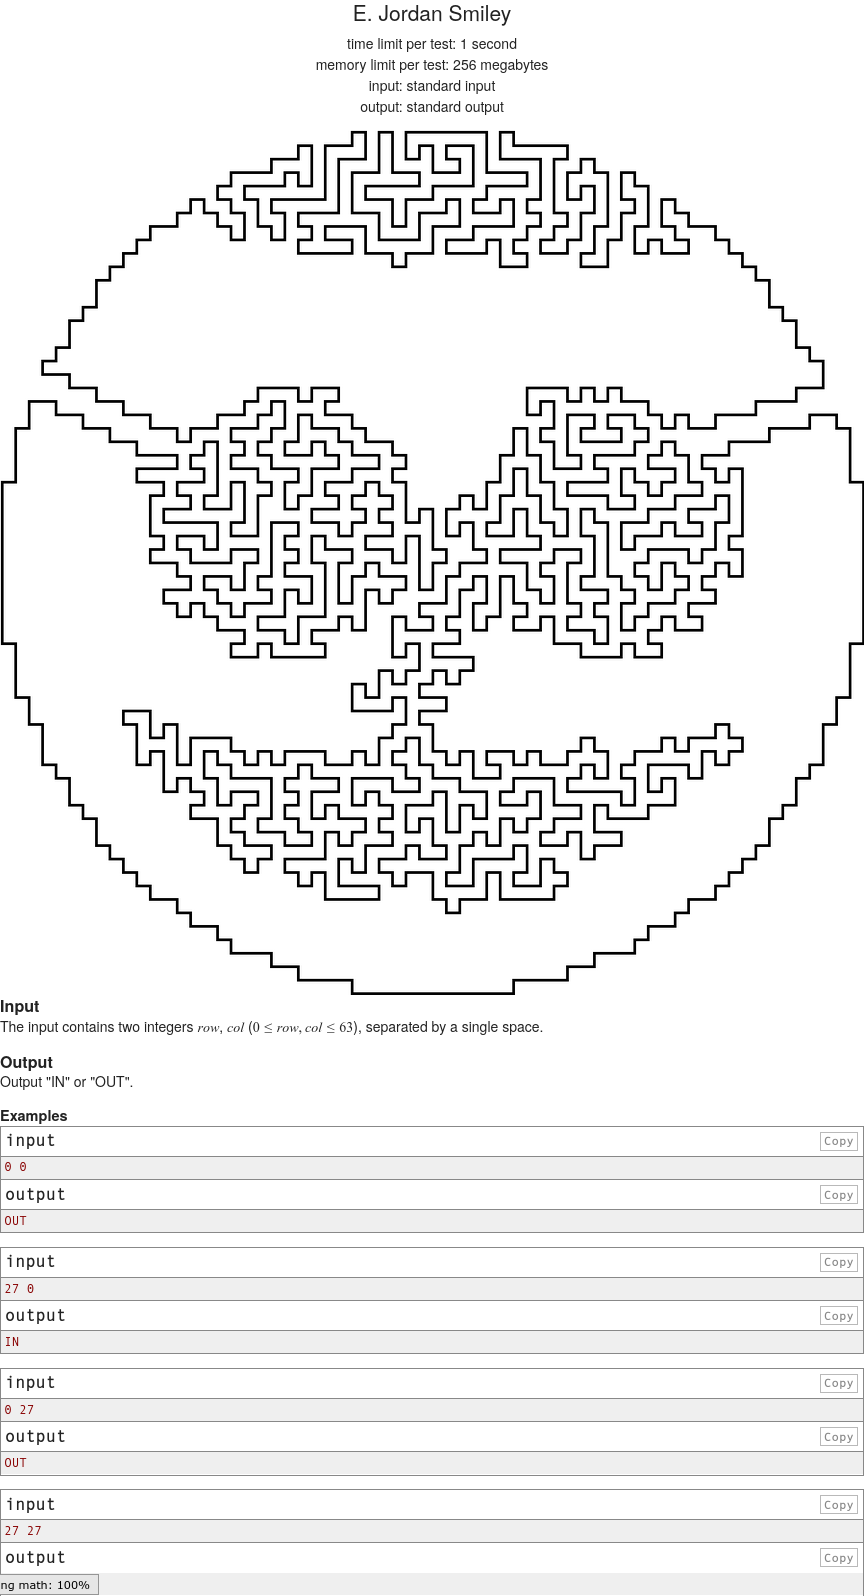 E. Jordan Smiley
time limit per test: 1 second
memory limit per test: 256 megabytes
input: standard input
output: standard output
Input
The input contains two integers row, col (0 ≤ row, col ≤ 63), separated by a single space.
Output
Output "IN" or "OUT".
Examples
input
Copy
0 0
output
Copy
OUT
input
Copy
27 0
output
Copy
IN
input
Copy
0 27
output
Copy
OUT
input
Copy
27 27
output
Copy
ng math: 100%